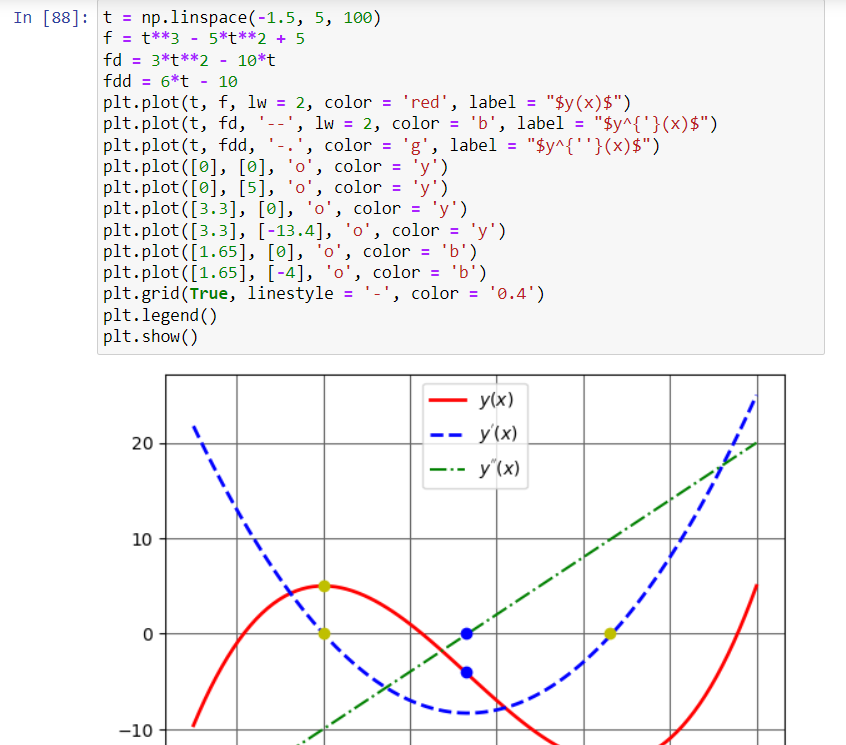 In [88]: t = np.linspace(-1.5, 5, 100)
f = t**3 - 5*t**2 + 5
fd = 3*t**2 - 10*t
fdd = 6*t - 10
plt.plot(t, f, lw = 2, color = 'red', label = "$y(x)$")
plt.plot(t, fd, '--', lw = 2, color = 'b', label = "$y^{'}(x)$")
plt.plot(t, fdd, '-.', color = 'g', label = "$y^{''}(x)$")
plt.plot([0], [0], 'o', color = 'y')
plt.plot([0], [5], 'o', color = 'y')
plt.plot([3.3], [0], 'o', color = 'y')
plt.plot([3.3], [-13.4], 'o', color = 'y')
plt.plot([1.65], [0], 'o', color = 'b')
plt.plot([1.65], [-4], 'o', color = 'b')
plt.grid(True, linestyle = '-', color = '0.4')
plt.legend()
plt.show()
y(x)
y'(x)
y''(x)
20
10
0
−10